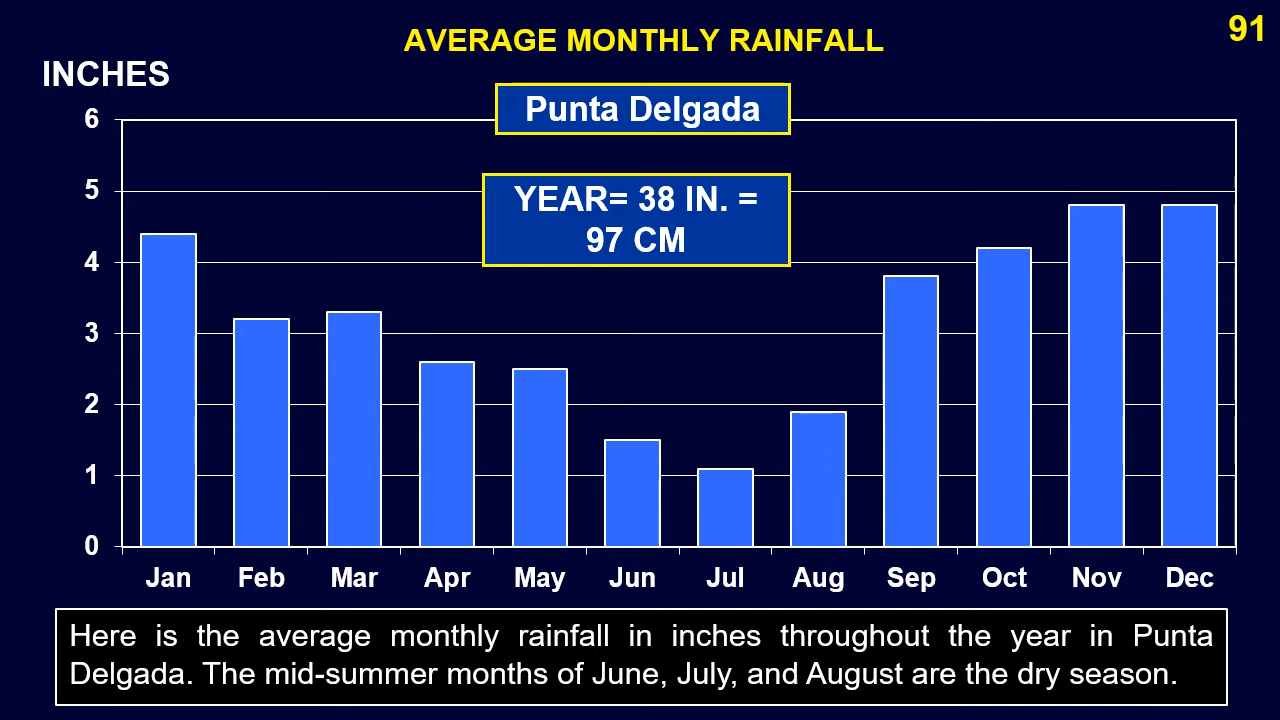 AVERAGE MONTHLY RAINFALL
91
INCHES
Punta Delgada
YEAR= 38 IN. =
97 CM
6
5
4
3
2
1
0
Jan Feb Mar Apr May Jun Jul Aug Sep Oct Nov Dec
Here is the average monthly rainfall in inches throughout the year in Punta
Delgada. The mid-summer months of June, July, and August are the dry season.